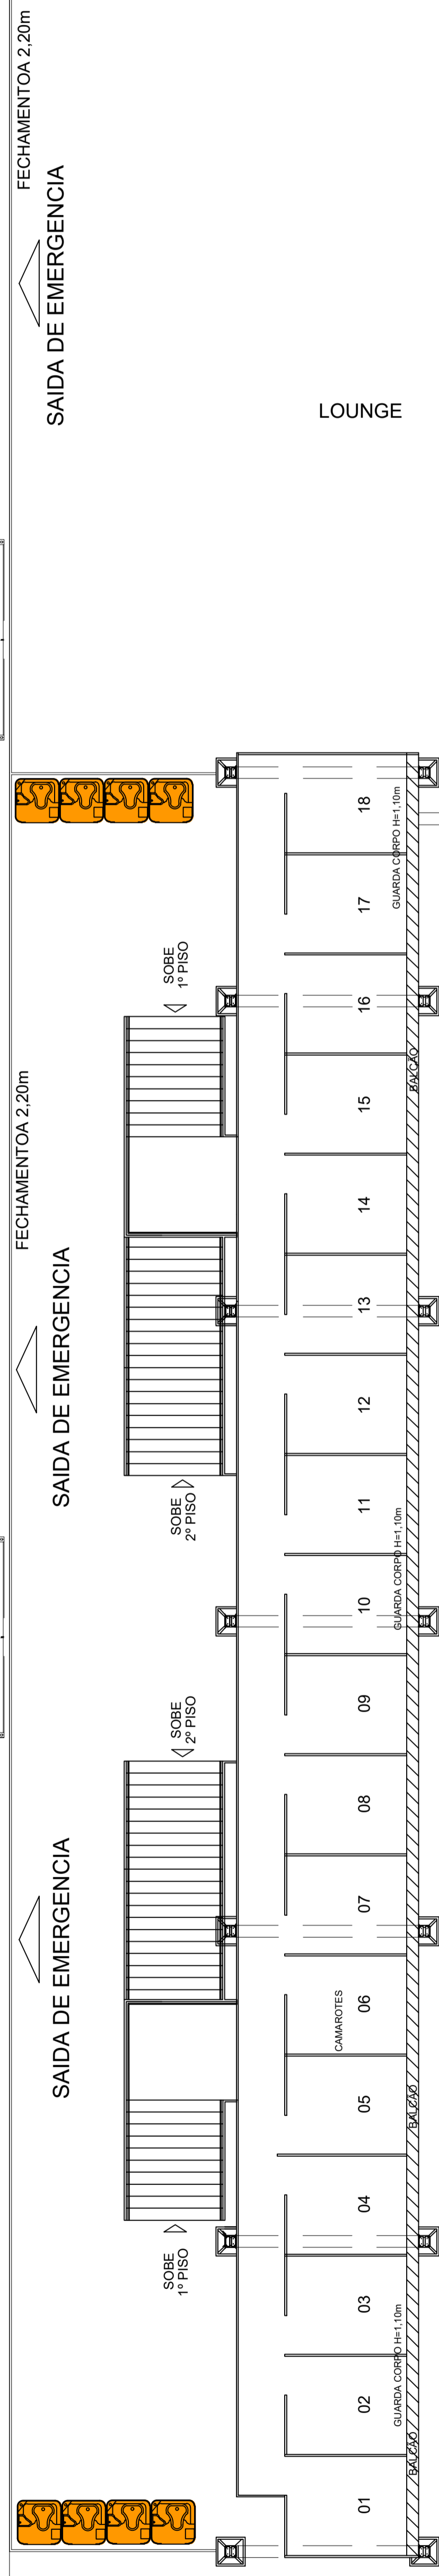 FECHAMENTOA 2,20m
SAIDA DE EMERGENCIA
LOUNGE
18
GUARDA CORPO H=1,10m
17
SOBE
1º PISO
16
BALCÃO
15
FECHAMENTOA 2,20m
14
SAIDA DE EMERGENCIA
13
12
SOBE
2º PISO
11
GUARDA CORPO H=1,10m
10
SOBE
2º PISO
09
08
SAIDA DE EMERGENCIA
07
CAMAROTES
06
05
BALCÃO
04
SOBE
1º PISO
03
GUARDA CORPO H=1,10m
02
BALCÃO
01